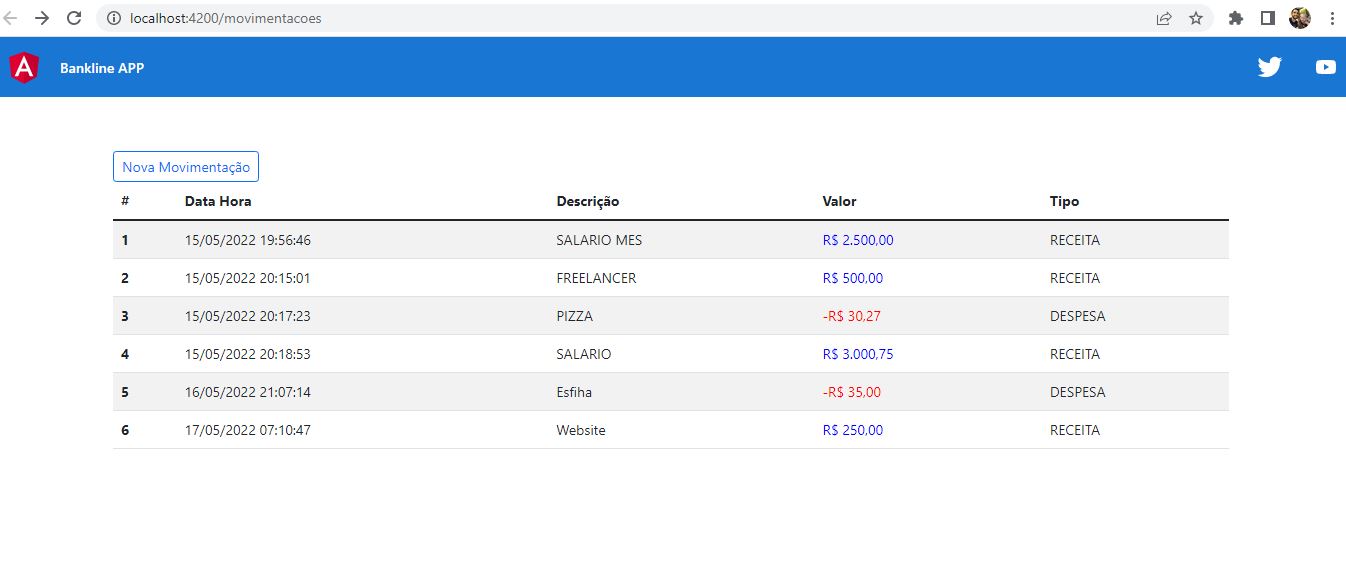 localhost:4200/movimentacoes
A Bankline APP
Nova Movimentação
# Data Hora Descrição Valor Tipo
1 15/05/2022 19:56:46 SALARIO MES R$ 2.500,00 RECEITA
2 15/05/2022 20:15:01 FREELANCER R$ 500,00 RECEITA
3 15/05/2022 20:17:23 PIZZA -R$ 30,27 DESPESA
4 15/05/2022 20:18:53 SALARIO R$ 3.000,75 RECEITA
5 16/05/2022 21:07:14 Esfiha -R$ 35,00 DESPESA
6 17/05/2022 07:10:47 Website R$ 250,00 RECEITA